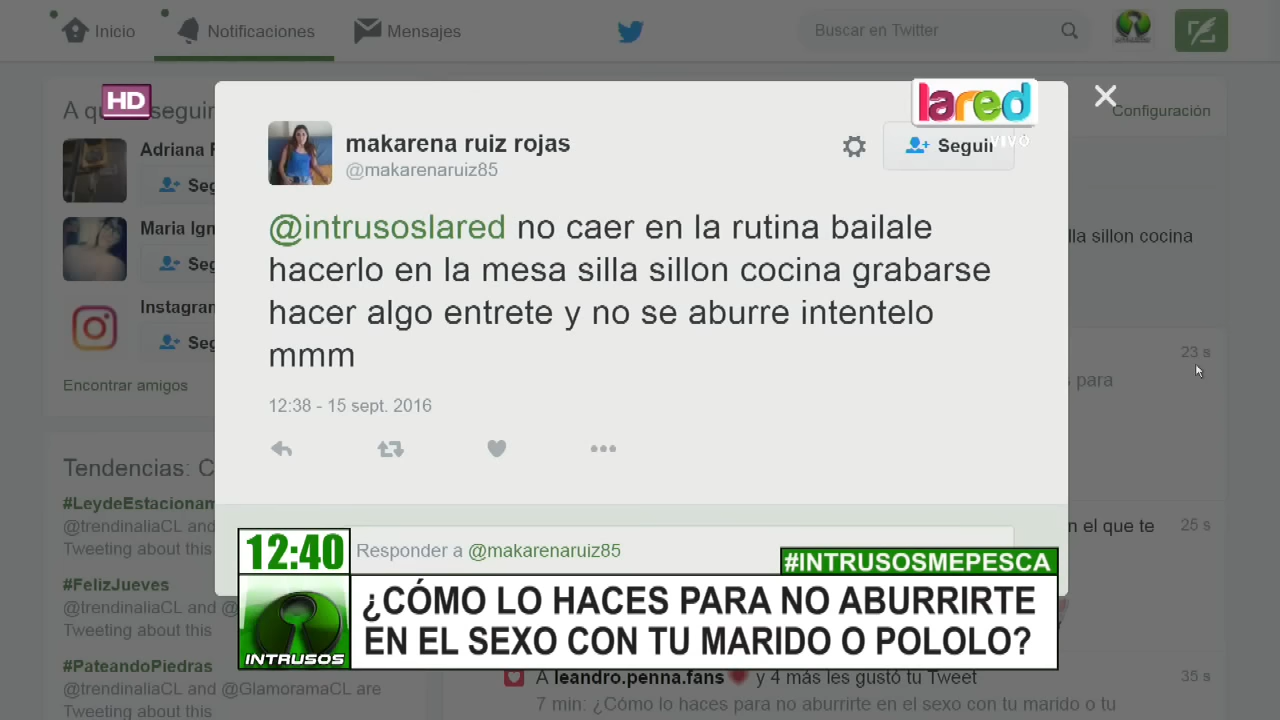 Inicio
Notificaciones
Mensajes
Buscar en Twitter
HD
lared
VIVO
Configuración
Adriana
Maria Ign
Instagram
Encontrar amigos
makarena ruiz rojas
@makarenaruiz85
Seguir
@intrusoslared no caer en la rutina bailale
hacerlo en la mesa silla sillon cocina grabarse
hacer algo entrete y no se aburre intentelo
mmm
12:38 - 15 sept. 2016
lla sillon cocina
23 s
para
n el que te
25 s
Tendencias: C
#LeydeEstacionam
@trendinaliaCL and
Tweeting about this
#FelizJueves
@trendinaliaCL and @
Tweeting about this
#PateandoPiedras
@trendinaliaCL and @GlamoramaCL are
Tweeting about this
Responder a @makarenaruiz85
12:40
#INTRUSOSMEPESCA
¿CÓMO LO HACES PARA NO ABURRIRTE
EN EL SEXO CON TU MARIDO O POLOLO?
INTRUSOS
A leandro.penna.fans y 4 más les gustó tu Tweet
35 s
7 min: ¿Cómo lo haces para no aburrirte en el sexo con tu marido o tu